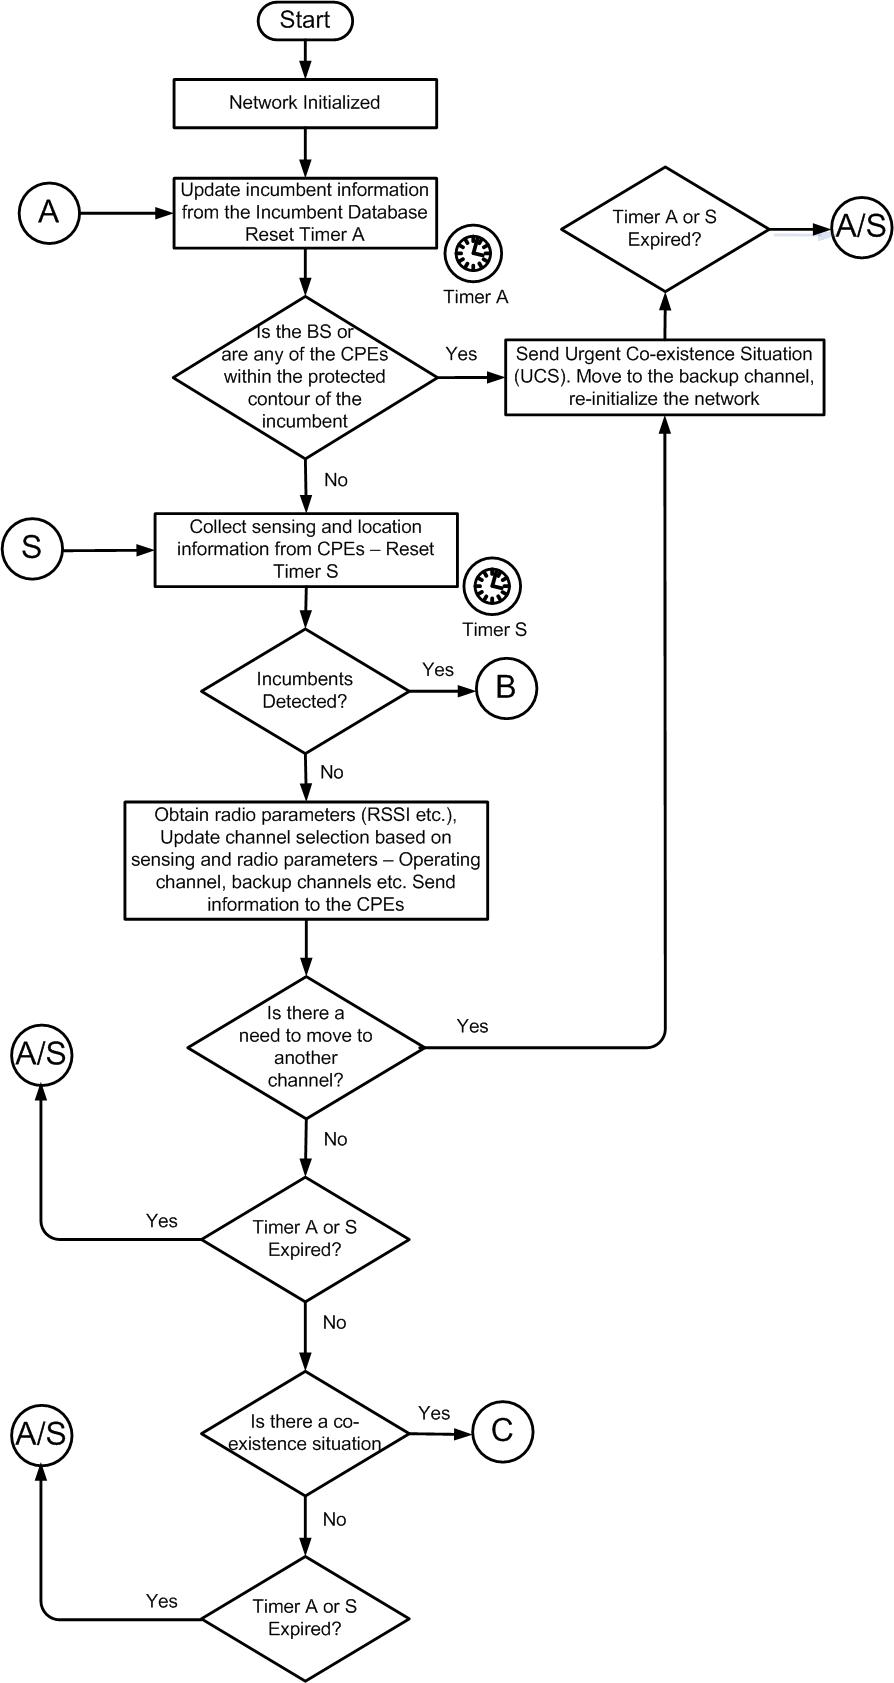 Start
Network Initialized
Update incumbent information
from the Incumbent Database
Reset Timer A
A
Timer A
Timer A or S
Expired?
A/S
Is the BS or
are any of the CPEs
within the protected
contour of the
incumbent
Yes
Send Urgent Co-existence Situation
(UCS). Move to the backup channel,
re-initialize the network
No
S
Collect sensing and location
information from CPEs – Reset
Timer S
Timer S
Incumbents
Detected?
Yes
B
No
Obtain radio parameters (RSSI etc.),
Update channel selection based on
sensing and radio parameters – Operating
channel, backup channels etc. Send
information to the CPEs
Is there a
need to move to
another
channel?
Yes
A/S
No
Timer A or S
Expired?
Yes
No
Is there a co-
existence situation
Yes
C
A/S
No
Timer A or S
Expired?
Yes